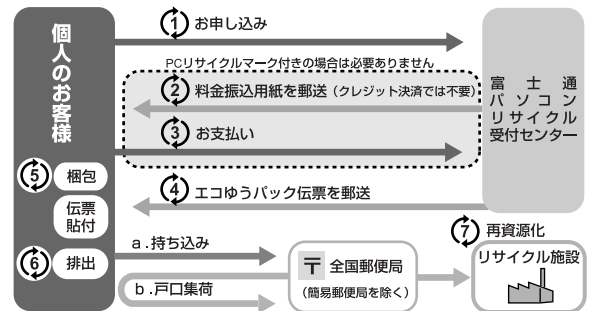 個人のお客様
① お申し込み
PCリサイクルマーク付きの場合は必要ありません
② 料金振込用紙を郵送（クレジット決済では不要）
③ お支払い
④ エコゆうパック伝票を郵送
富士通
パソコン
リサイクル
受付センター
⑤ 梱包
伝票
貼付
⑥ 排出
a.持ち込み
b.戸口集荷
〒 全国郵便局
（簡易郵便局を除く）
⑦ 再資源化
リサイクル施設